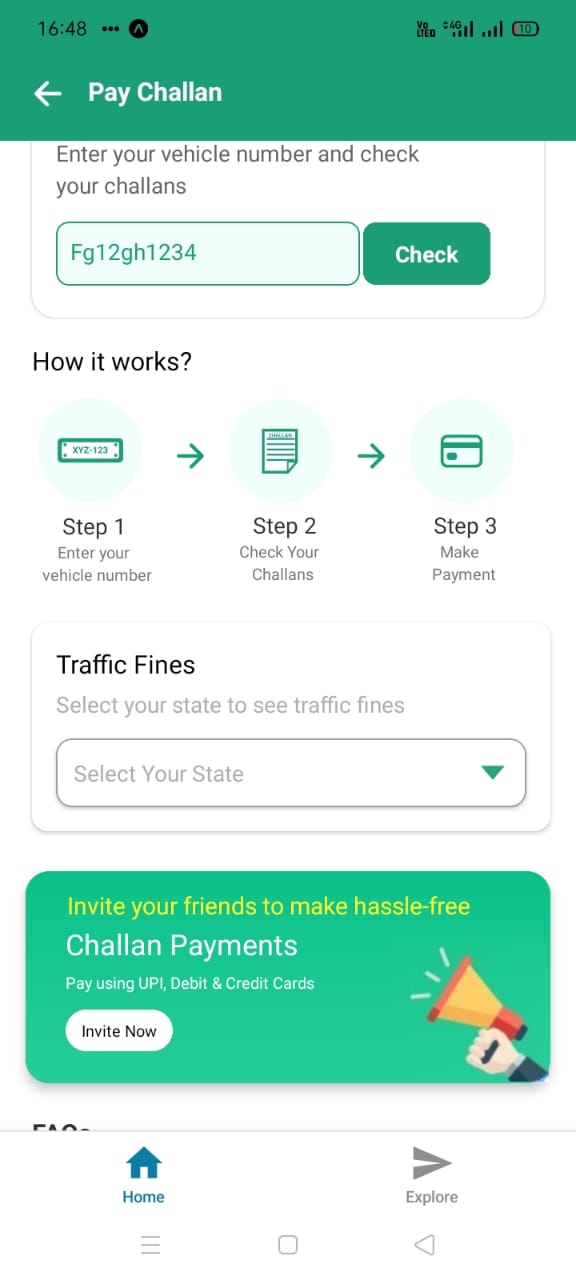 16:48
Vo LTED 4G 10
Pay Challan
Enter your vehicle number and check
your challans
Fg12gh1234 Check
How it works?
XYZ-123 CHALLAN
Step 1 Step 2 Step 3
Enter your Check Your Make
vehicle number Challans Payment
Traffic Fines
Select your state to see traffic fines
Select Your State
Invite your friends to make hassle-free
Challan Payments
Pay using UPI, Debit & Credit Cards
Invite Now
FAQs
Home Explore